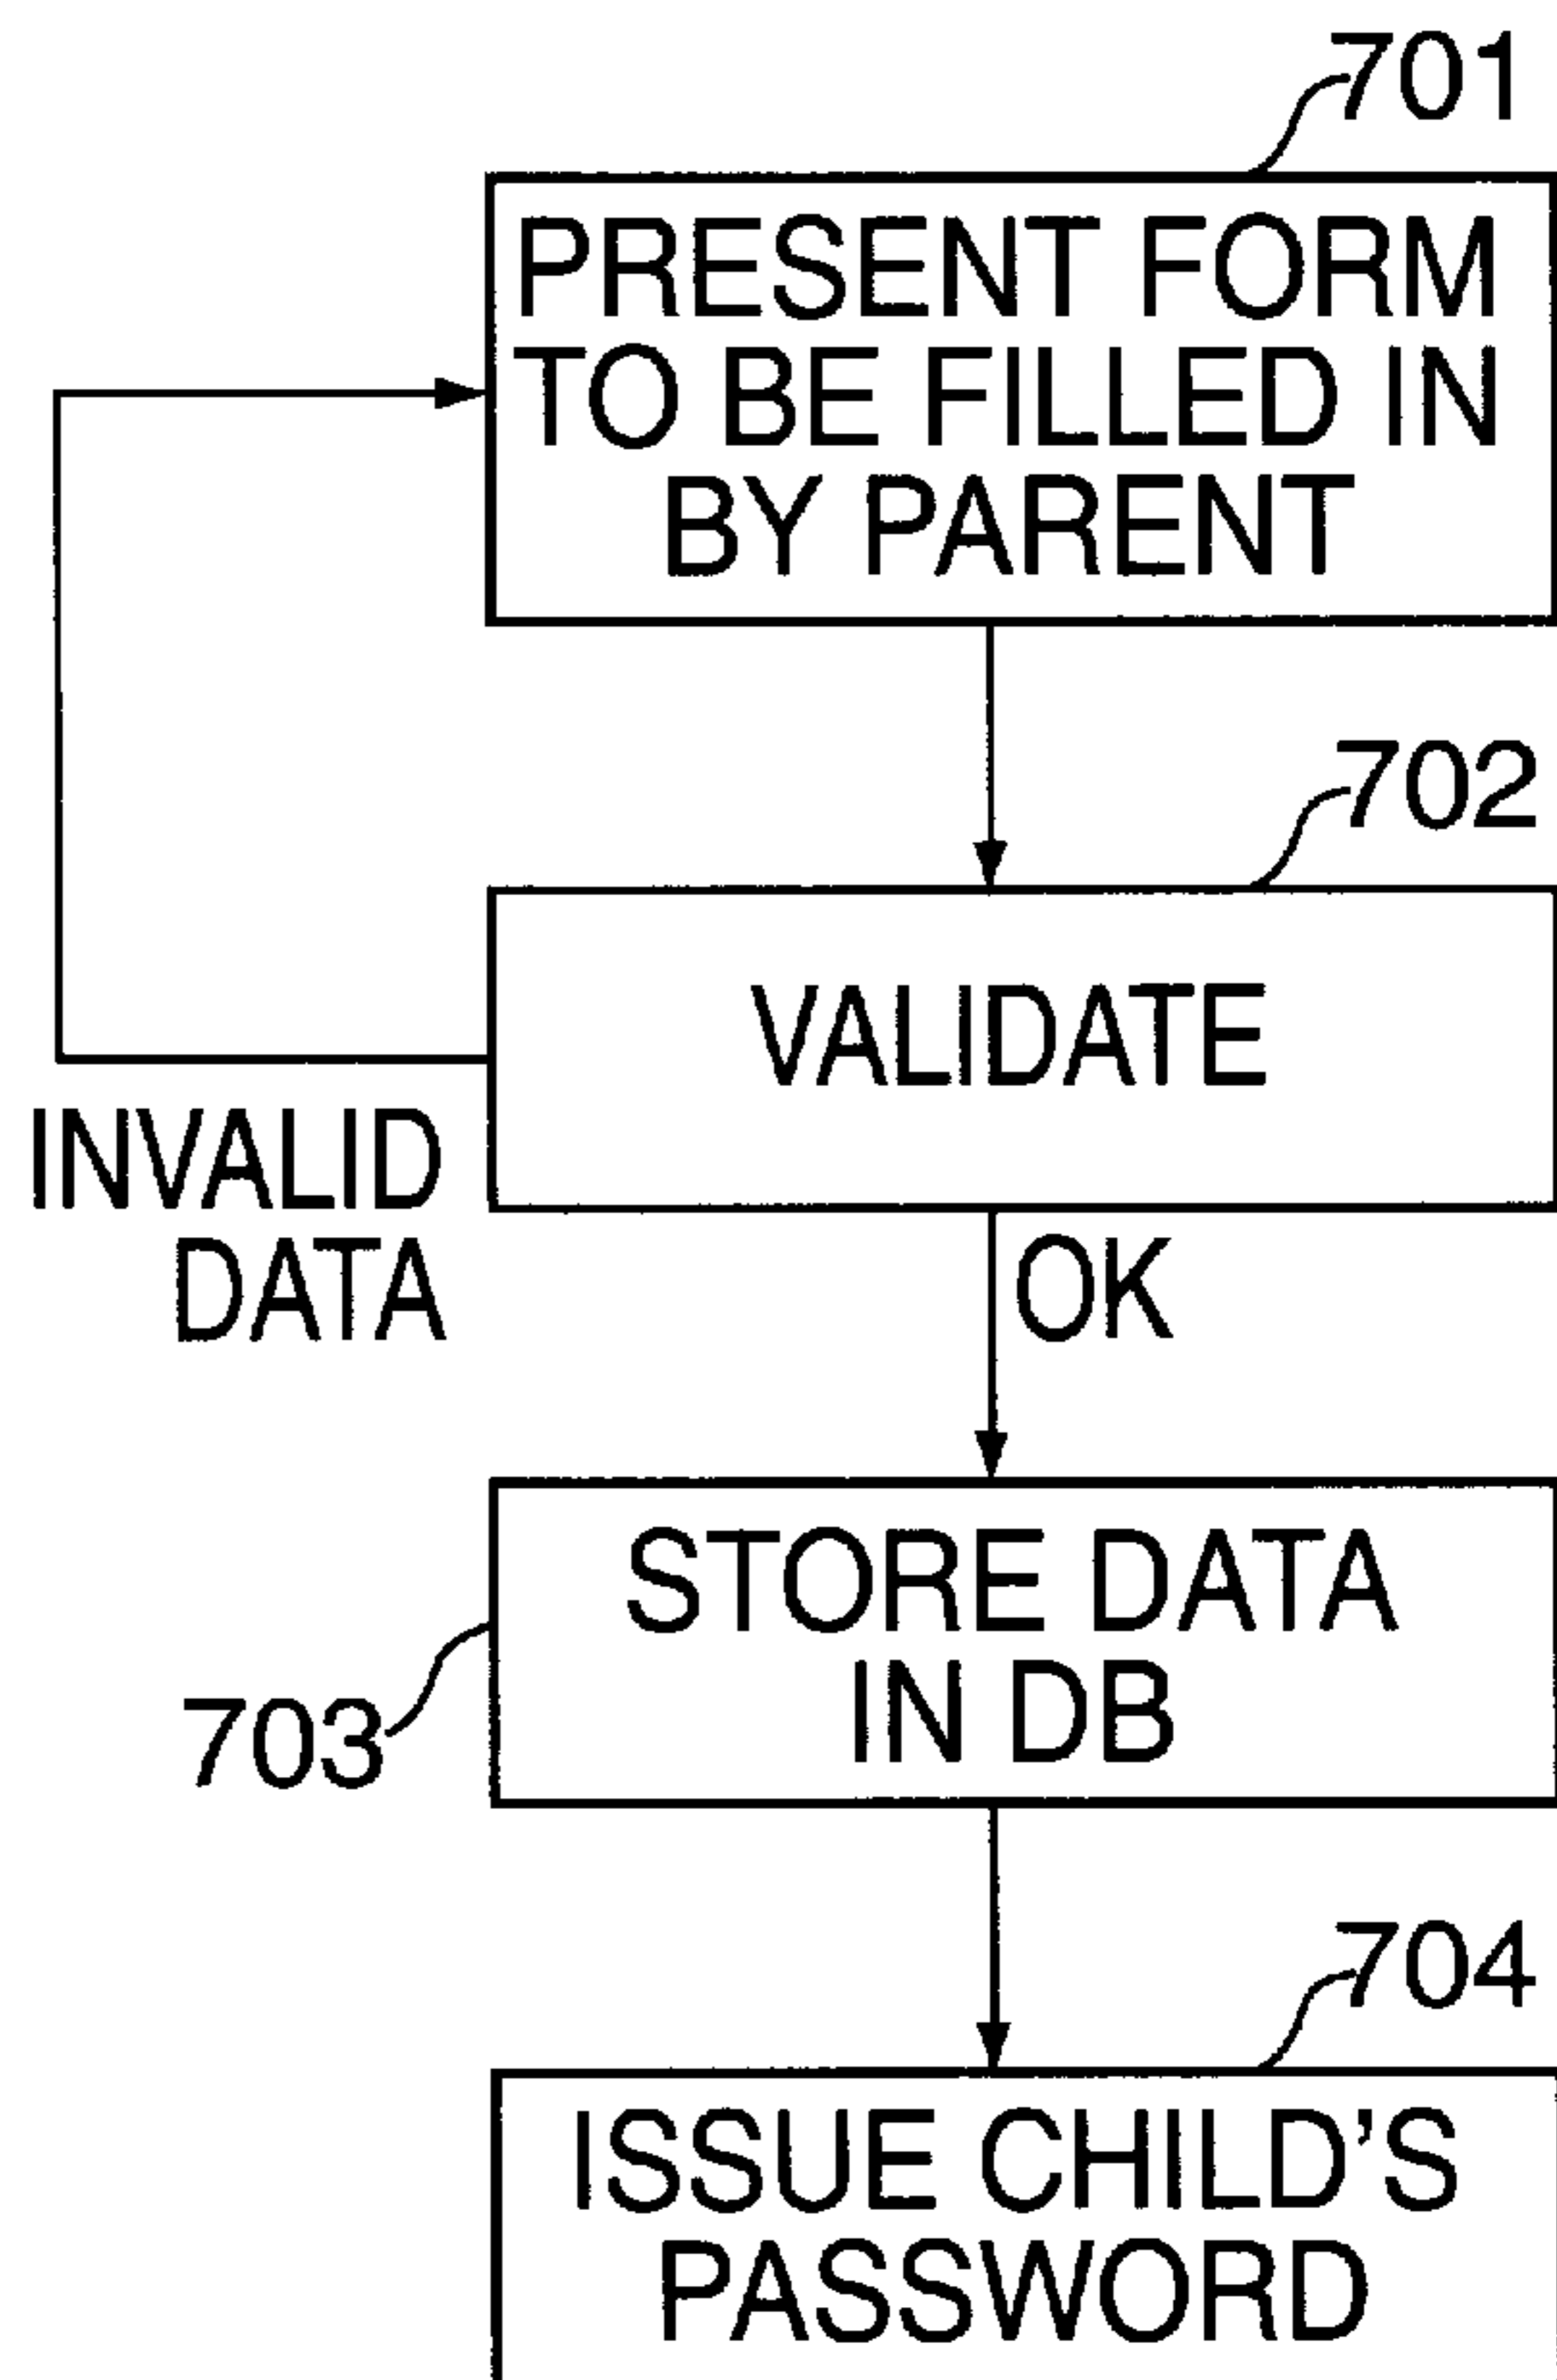 701
PRESENT FORM
TO BE FILLED IN
BY PARENT
702
VALIDATE
INVALID
DATA
OK
STORE DATA
IN DB
703
704
ISSUE CHILD'S
PASSWORD